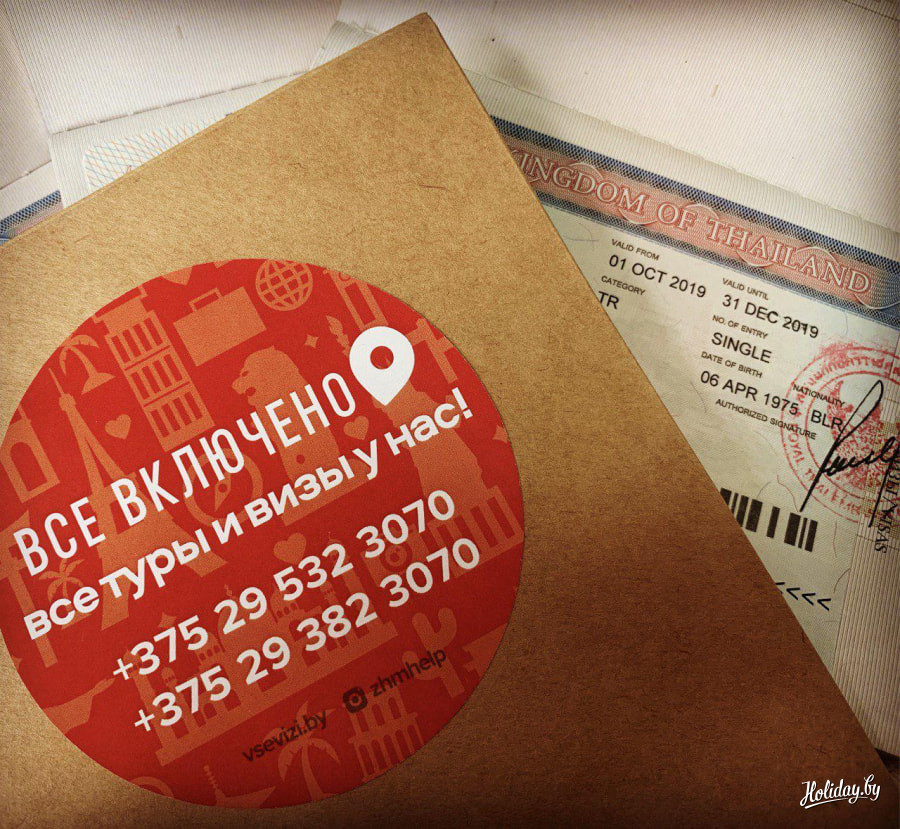 ВСЕ ВКЛЮЧЕНО
все туры и визы у нас!
+375 29 532 3070
+375 29 382 3070
vsevizi.by zhmhelp
KINGDOM OF THAILAND
VALID FROM
01 OCT 2019
VALID UNTIL
31 DEC 2019
CATEGORY
TR
NO. OF ENTRY
SINGLE
DATE OF BIRTH
06 APR 1975
NATIONALITY
BLR
AUTHORIZED SIGNATURE
VISAS
<<<<
Holiday.by